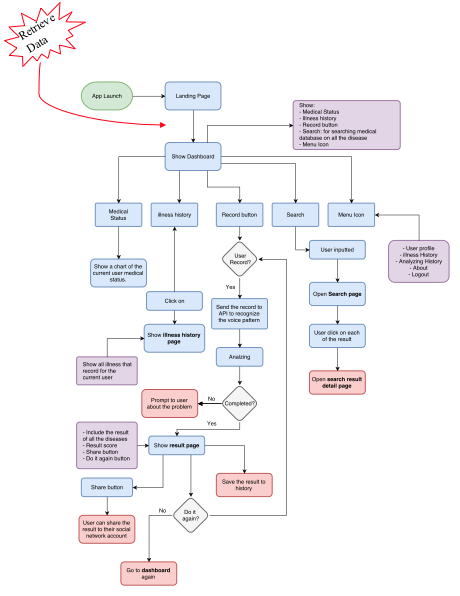 Retrieve
Data
App Launch
Landing Page
Show:
- Medical Status
- Illness history
- Record button
- Search: for searching medical
database on all the disease
- Menu Icon
Show Dashboard
Medical
Status
illness history
Record button
Search
Menu Icon
Show a chart of the
current user medical
status.
User
Record?
User inputted
- User profile
- illness History
- Analyzing History
- About
- Logout
Yes
Click on
Open Search page
Send the record to
API to recognize
the voice pattern
Show illness history
page
User click on each
of the result
Show all illness that
record for the
current user
Analzing
Open search result
detail page
Prompt to user
about the problem
No
Completed?
Yes
- Include the result
of all the diseases
- Result score
- Share button
- Do it again button
Show result page
Share button
Save the result to
history
User can share the
result to their social
network account
No
Do it
again?
Go to dashboard
again